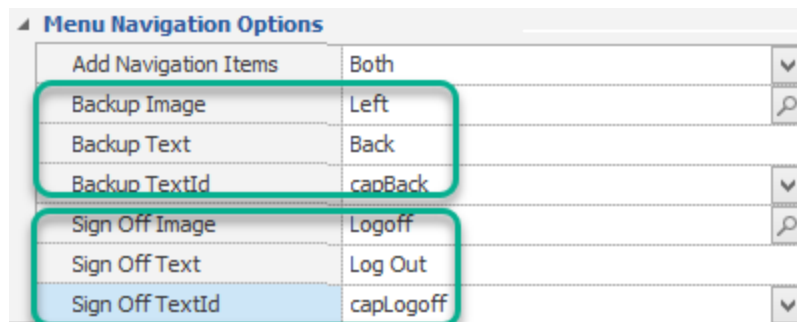 Menu Navigation Options
Add Navigation Items Both
Backup Image Left
Backup Text Back
Backup TextId capBack
Sign Off Image Logoff
Sign Off Text Log Out
Sign Off TextId capLogoff